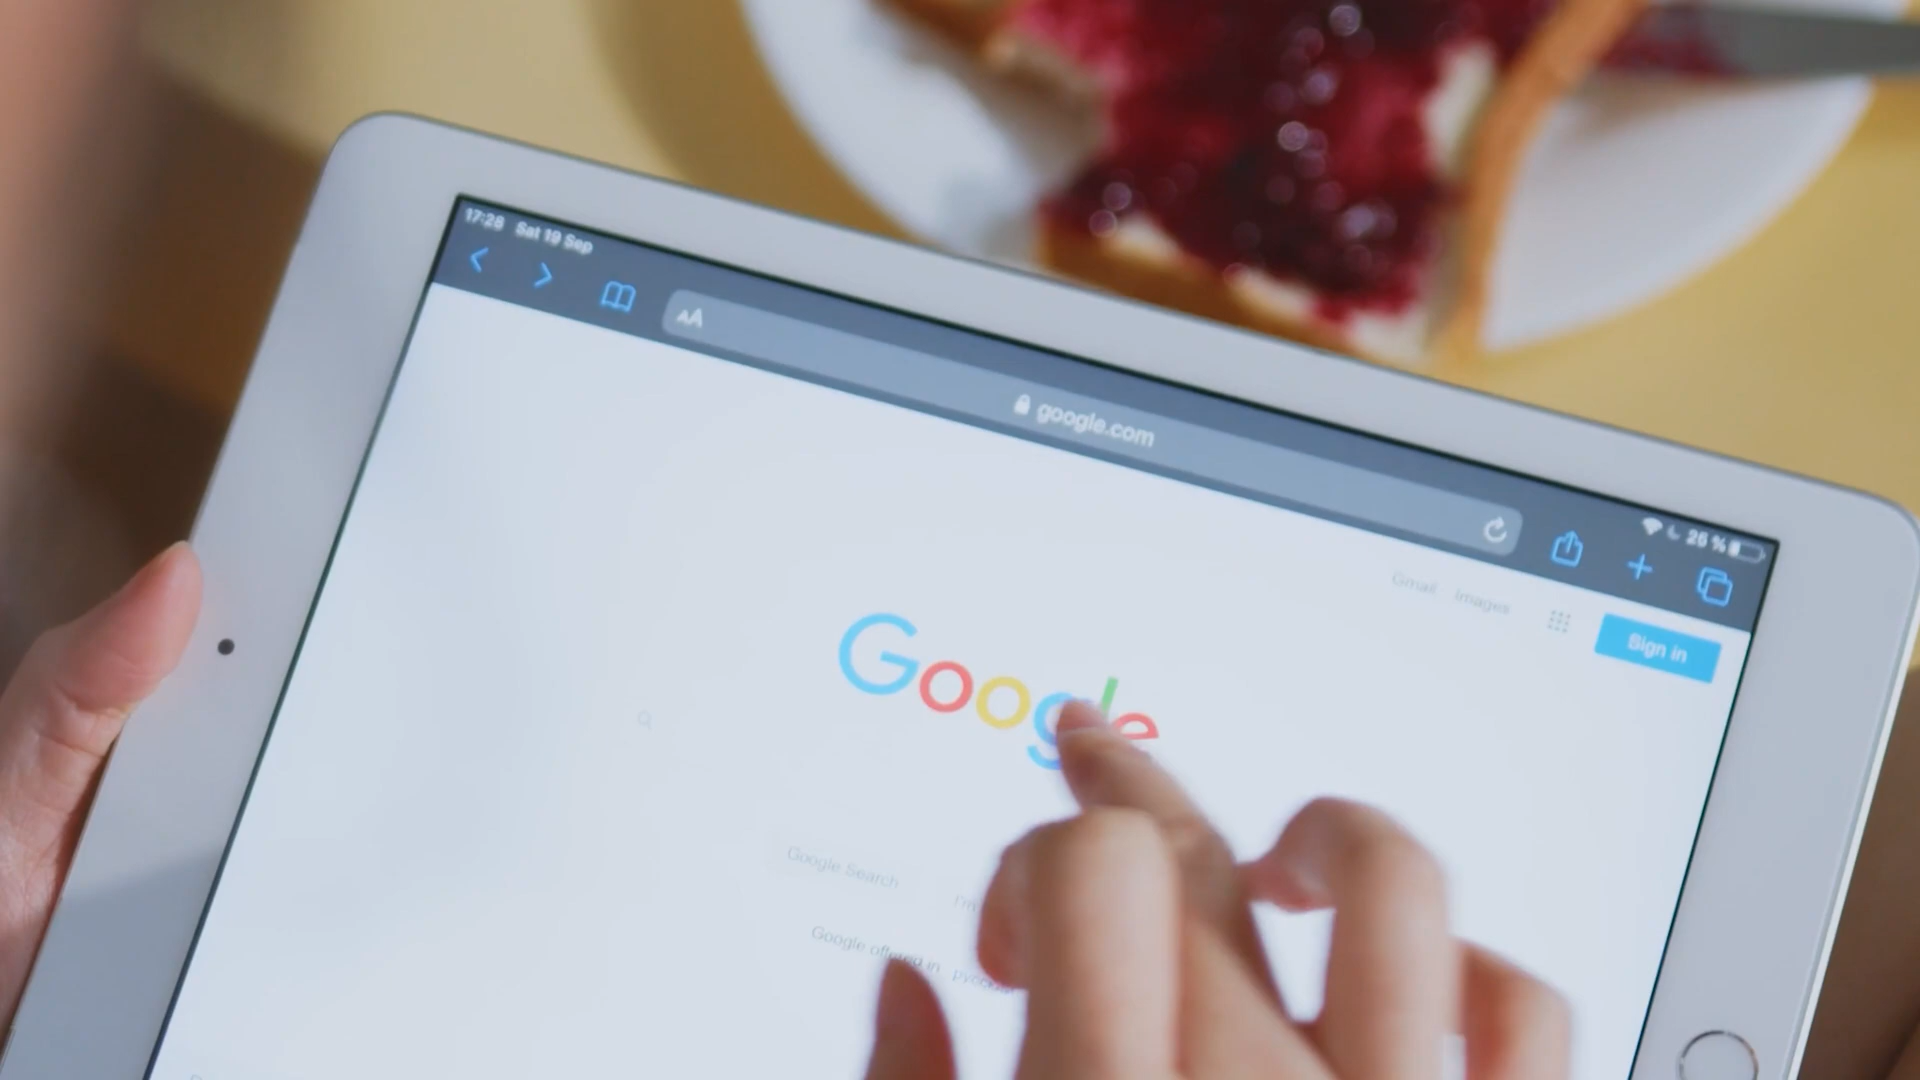 17:28 Sat 19 Sep
AA
google.com
26 %
Gmail Images
Sign in
Google
Google Search
Google offered in русский